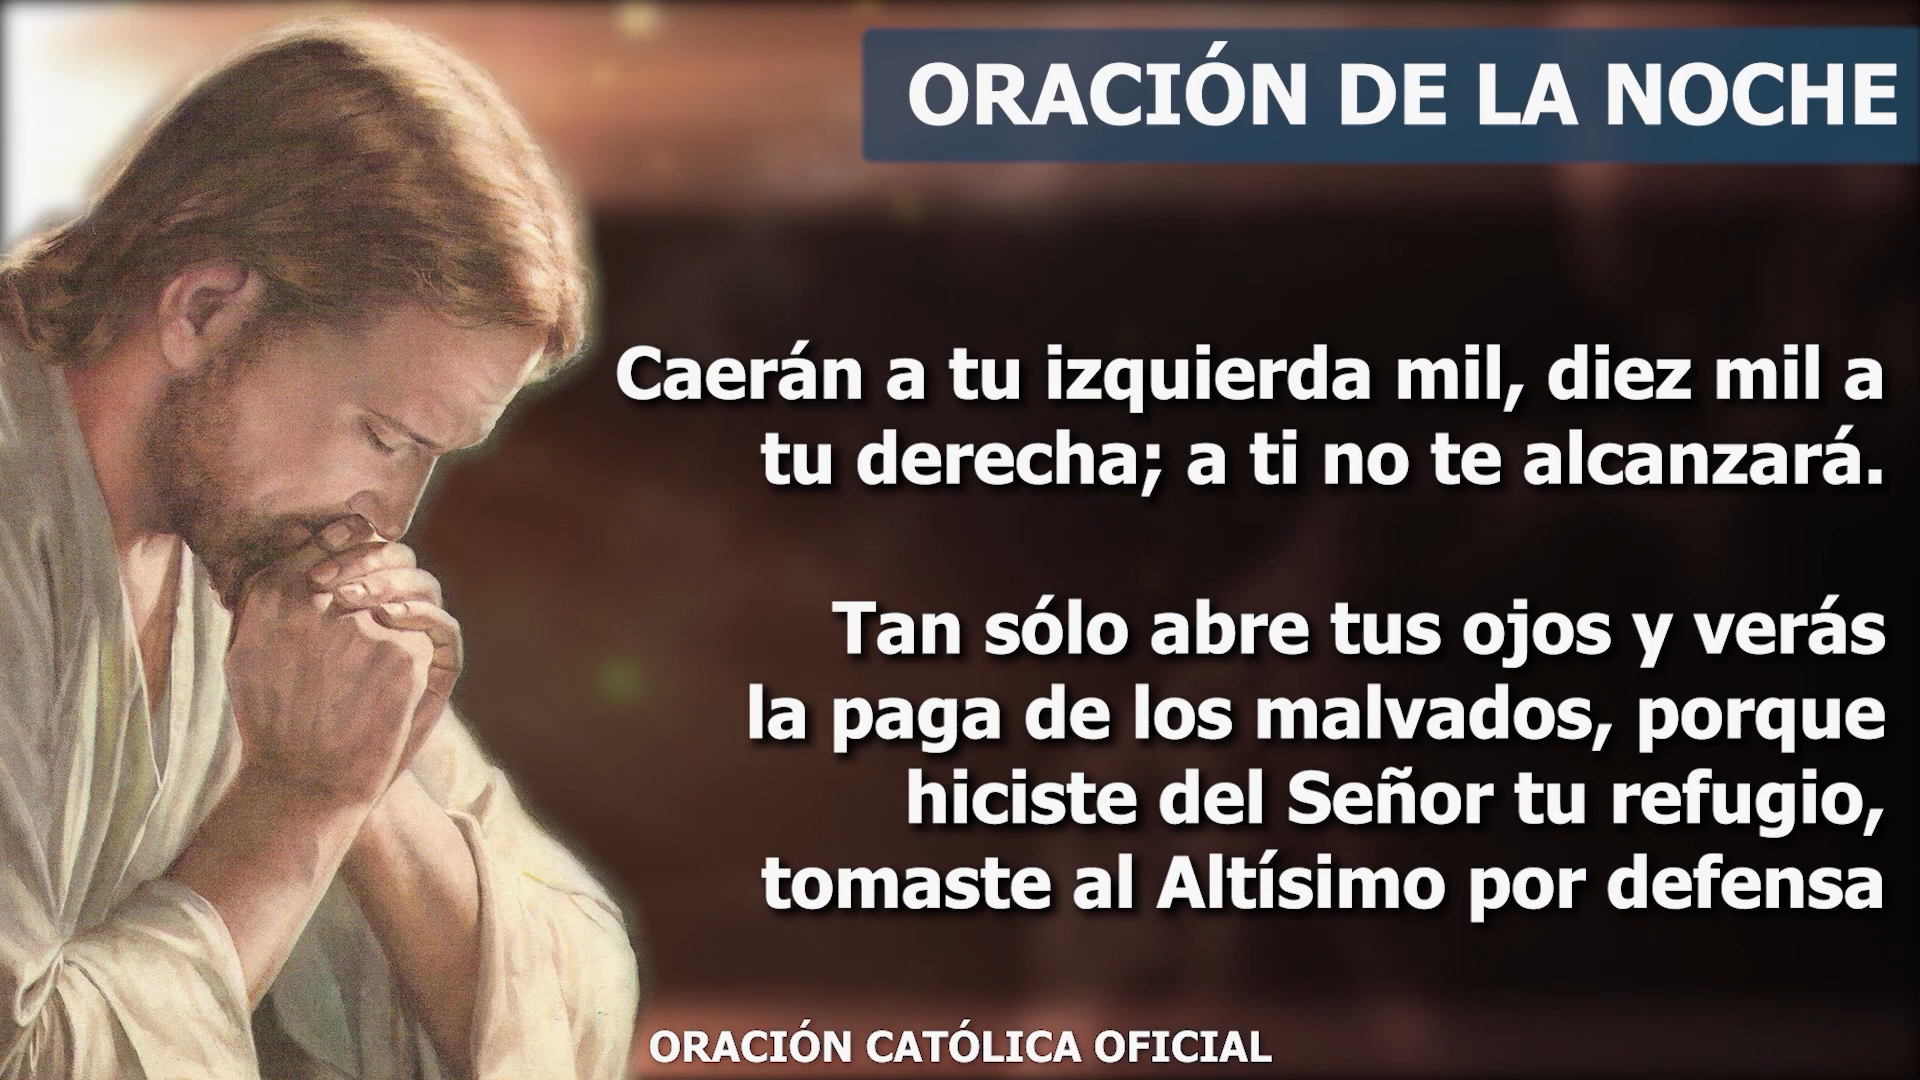 ORACIÓN DE LA NOCHE
Caerán a tu izquierda mil, diez mil a
tu derecha; a ti no te alcanzará.
Tan sólo abre tus ojos y verás
la paga de los malvados, porque
hiciste del Señor tu refugio,
tomaste al Altísimo por defensa
ORACIÓN CATÓLICA OFICIAL